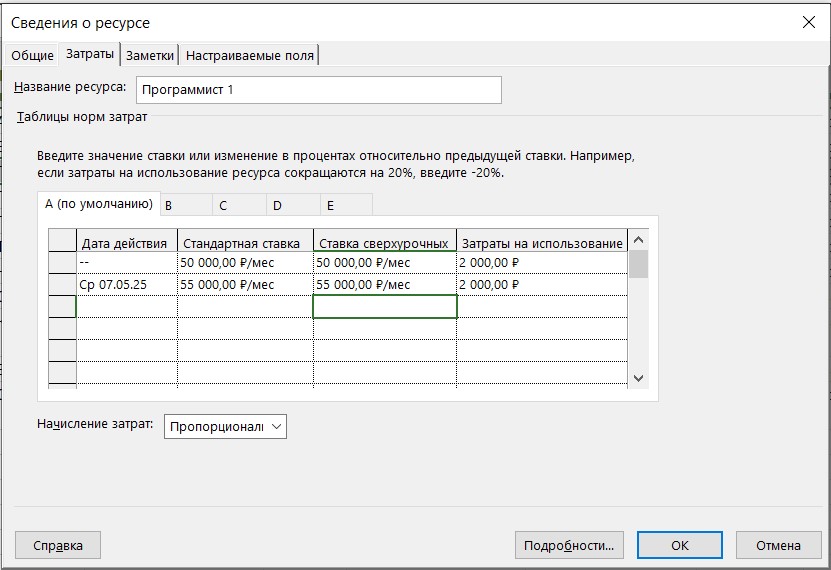 Сведения о ресурсе
Общие Затраты Заметки Настраиваемые поля
Название ресурса: Программист 1
Таблицы норм затрат
Введите значение ставки или изменение в процентах относительно предыдущей ставки. Например,
если затраты на использование ресурса сокращаются на 20%, введите -20%.
A (по умолчанию) B C D E
Дата действия Стандартная ставка Ставка сверхурочных Затраты на использование
-- 50 000,00 ₽/мес 50 000,00 ₽/мес 2 000,00 ₽
Ср 07.05.25 55 000,00 ₽/мес 55 000,00 ₽/мес 2 000,00 ₽
Начисление затрат: Пропорционалі
Справка Подробности... ОК Отмена